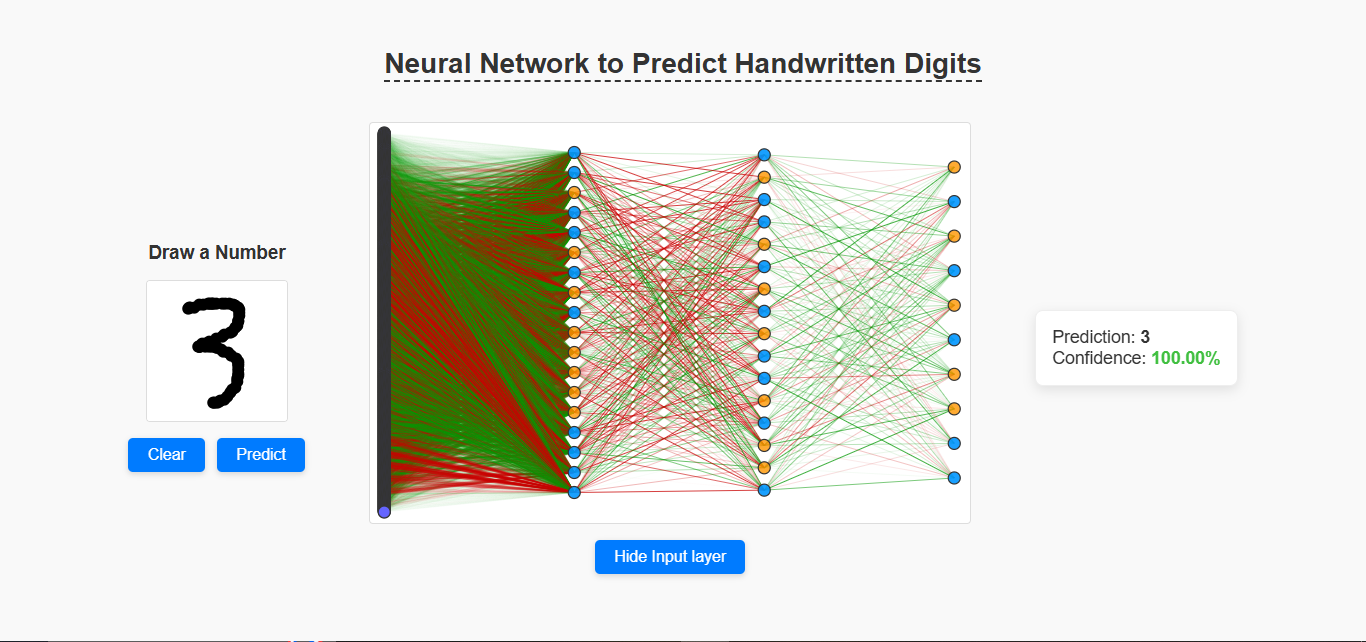 Neural Network to Predict Handwritten Digits
Draw a Number
3
Clear
Predict
Hide Input layer
Prediction: 3
Confidence: 100.00%